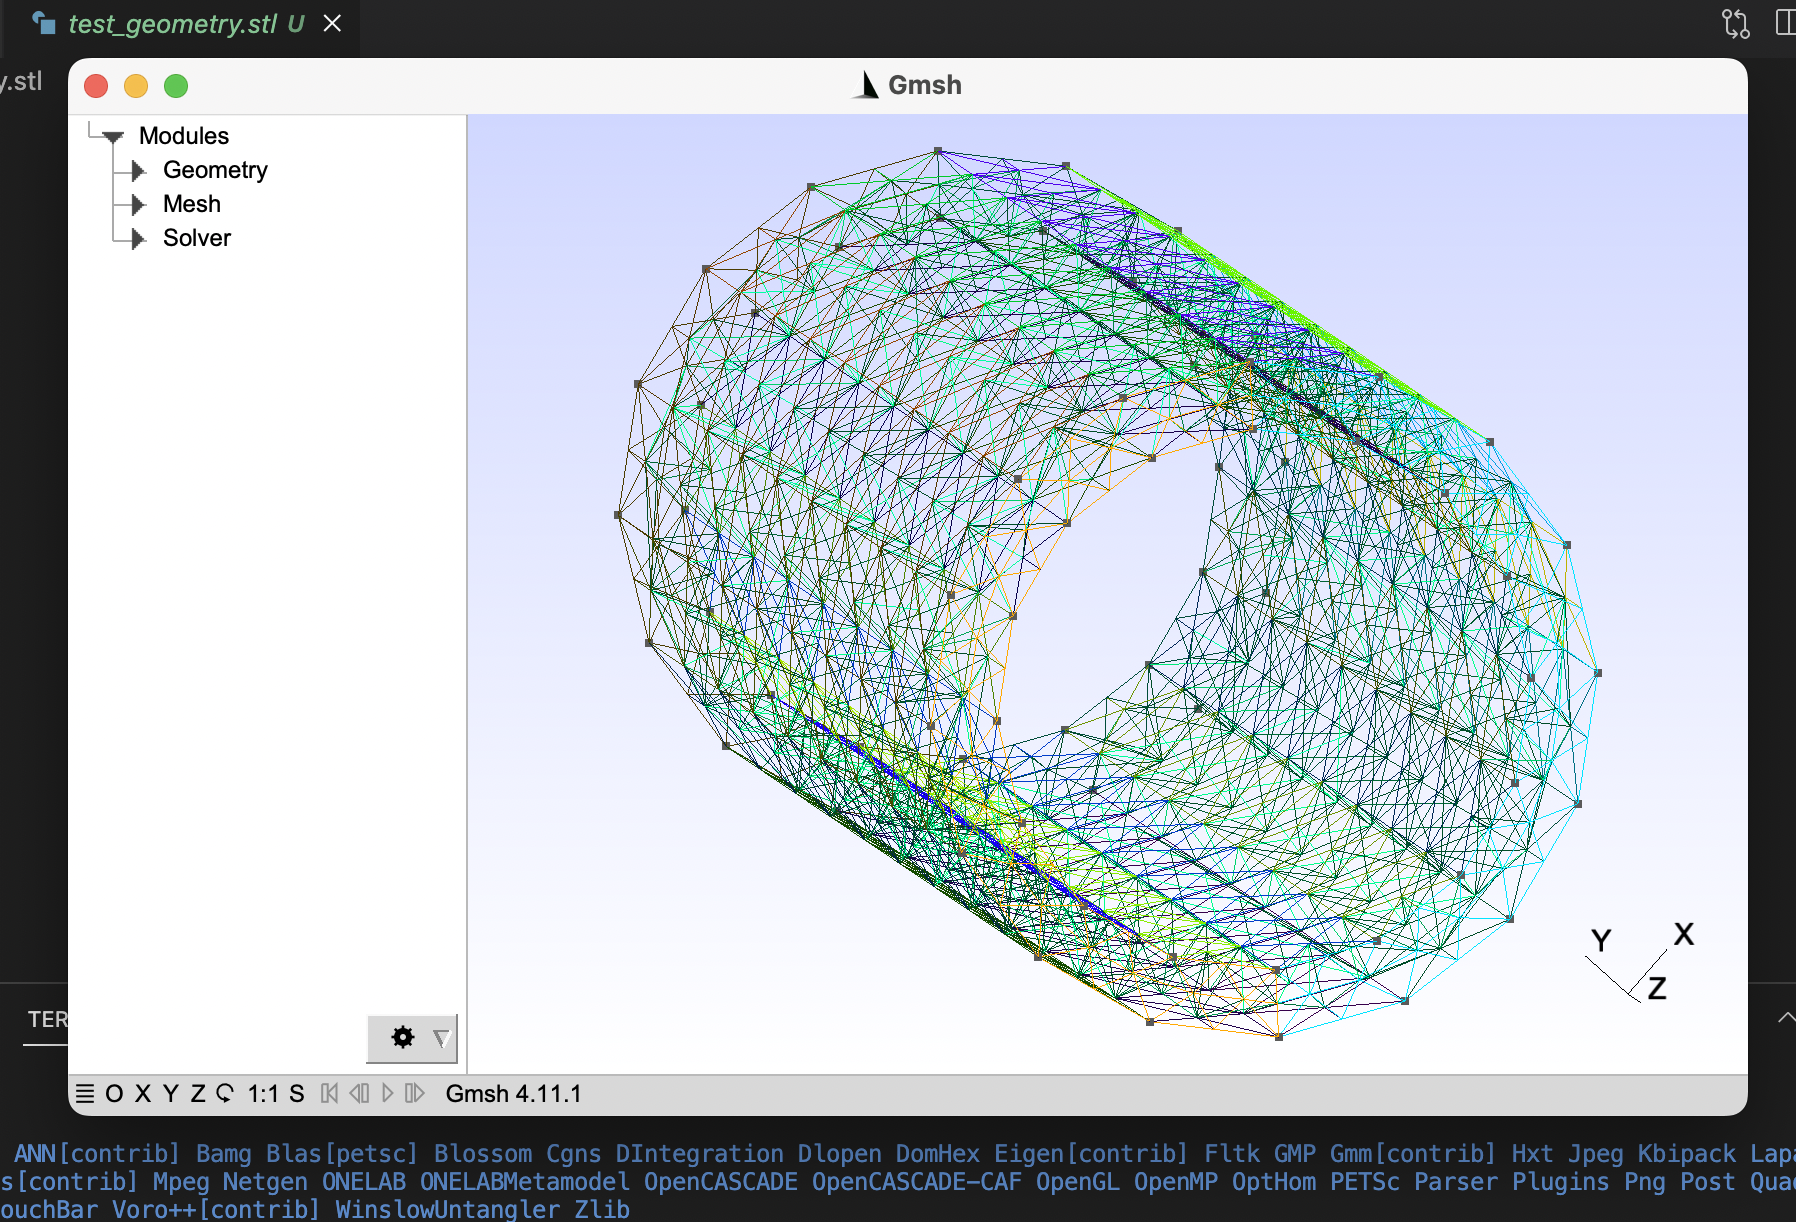 test_geometry.stl U
y.stl
Gmsh
Modules
Geometry
Mesh
Solver
Y X
Z
TER
O X Y Z 1:1 S Gmsh 4.11.1
ANN[contrib] Bamg Blas[petsc] Blossom Cgns DIntegration Dlopen DomHex Eigen[contrib] Fltk GMP Gmm[contrib] Hxt Jpeg Kbipack Lapa
s[contrib] Mpeg Netgen ONELAB ONELABMetamodel OpenCASCADE OpenCASCADE-CAF OpenGL OpenMP OptHom PETSc Parser Plugins Png Post Qua
ouchBar Voro++[contrib] WinslowUntangler Zlib